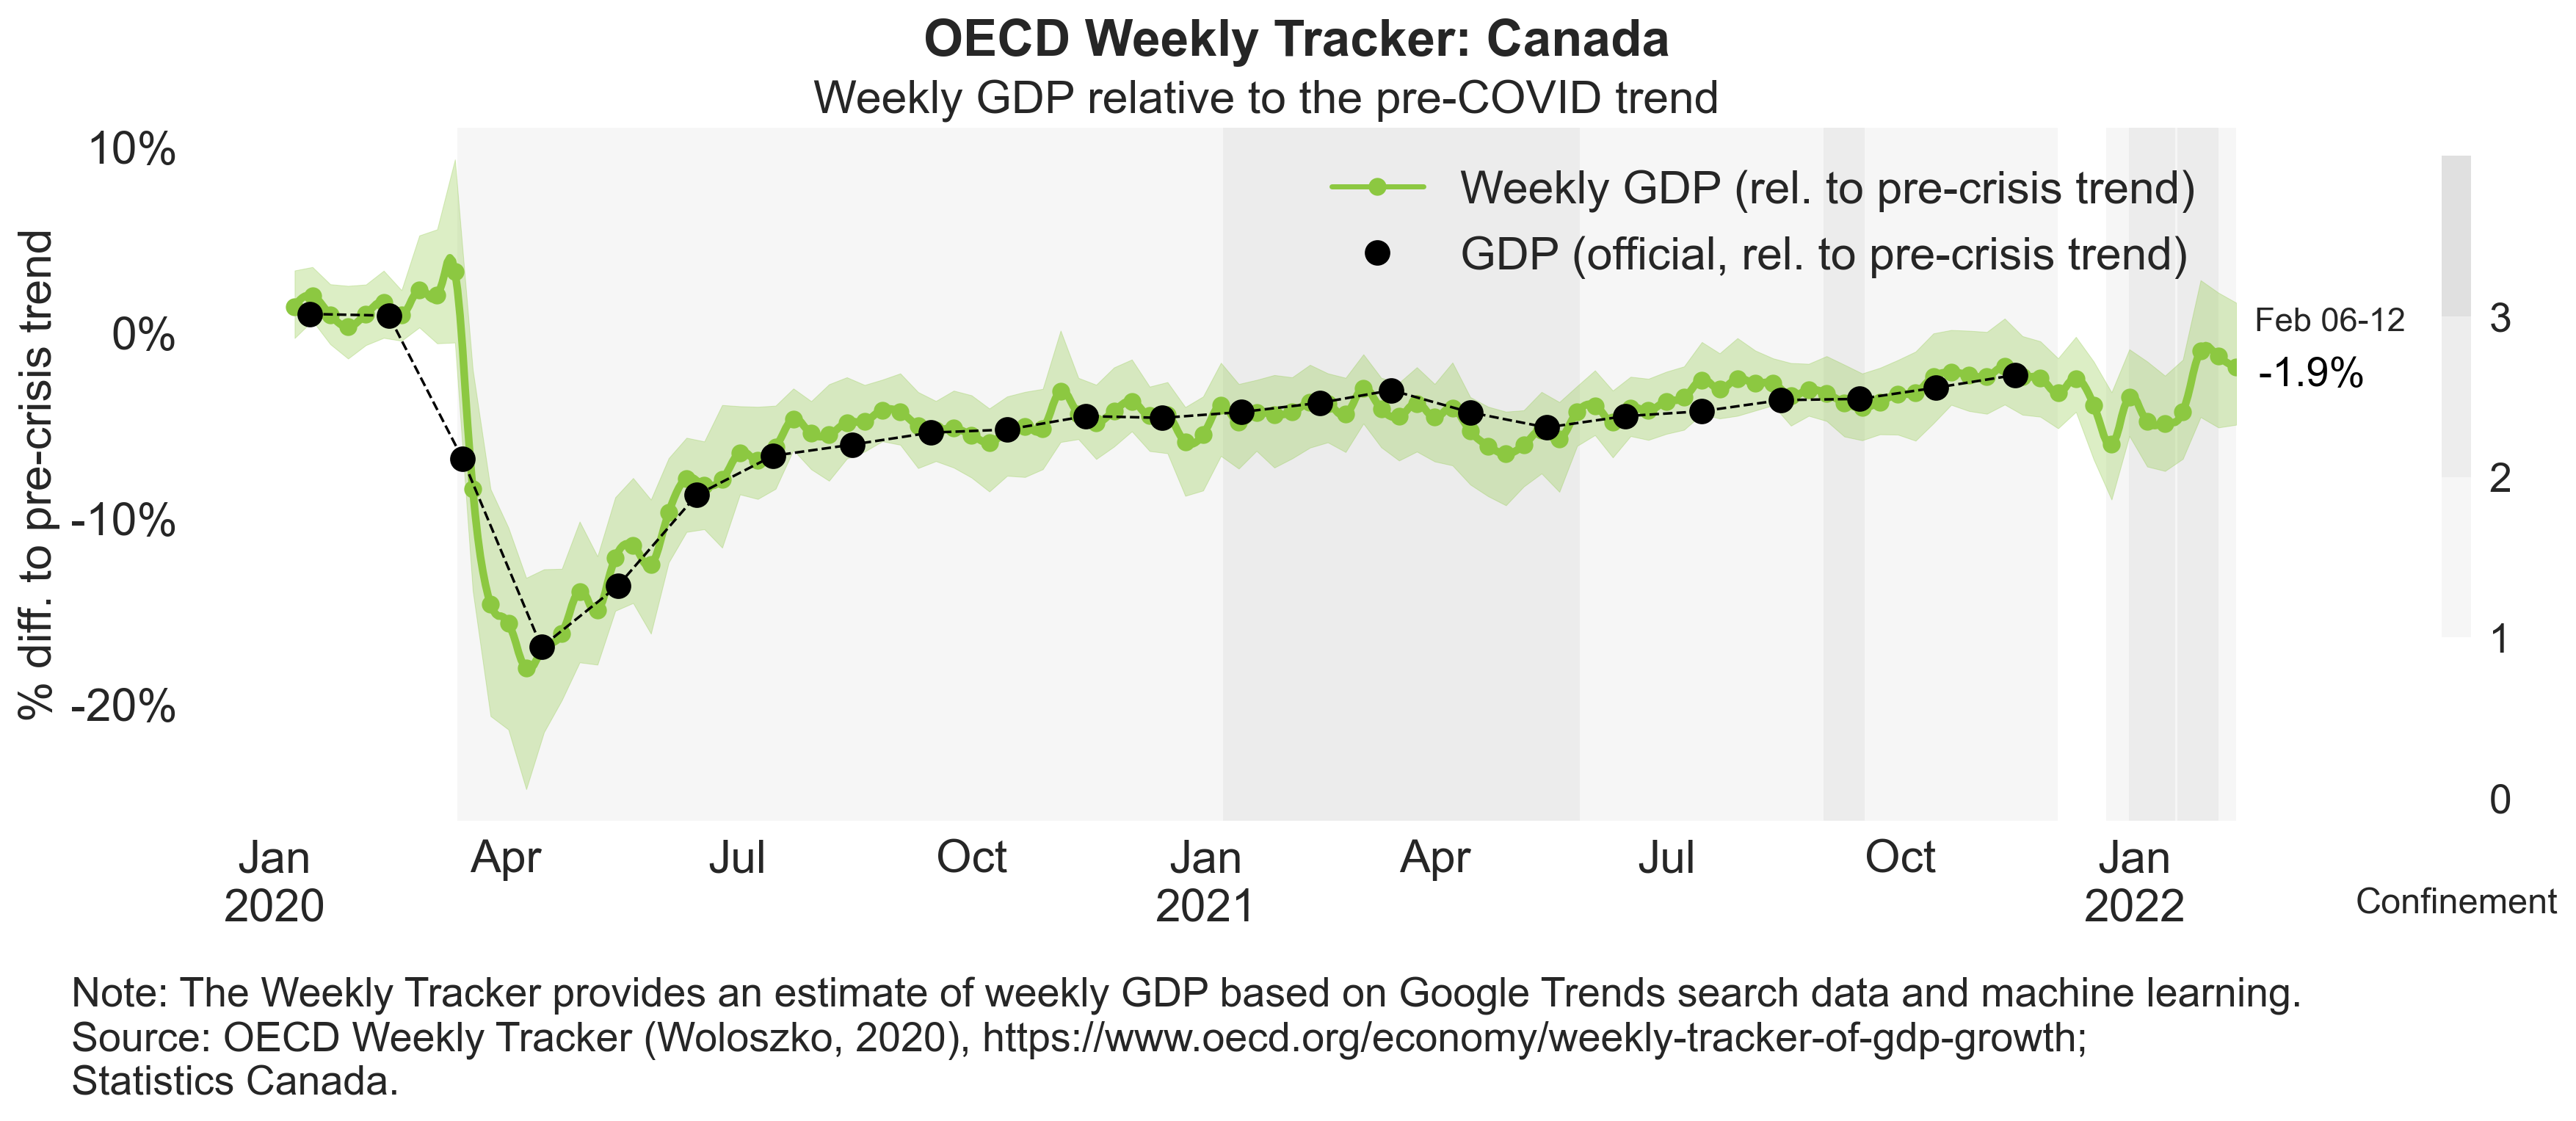 OECD Weekly Tracker: Canada
Weekly GDP relative to the pre-COVID trend
10%
0%
-10%
-20%
% diff. to pre-crisis trend
Weekly GDP (rel. to pre-crisis trend)
GDP (official, rel. to pre-crisis trend)
Feb 06-12
-1.9%
3
2
1
0
Confinement
Jan Apr Jul Oct Jan Apr Jul Oct Jan
2020 2021 2022
Note: The Weekly Tracker provides an estimate of weekly GDP based on Google Trends search data and machine learning.
Source: OECD Weekly Tracker (Woloszko, 2020), https://www.oecd.org/economy/weekly-tracker-of-gdp-growth;
Statistics Canada.